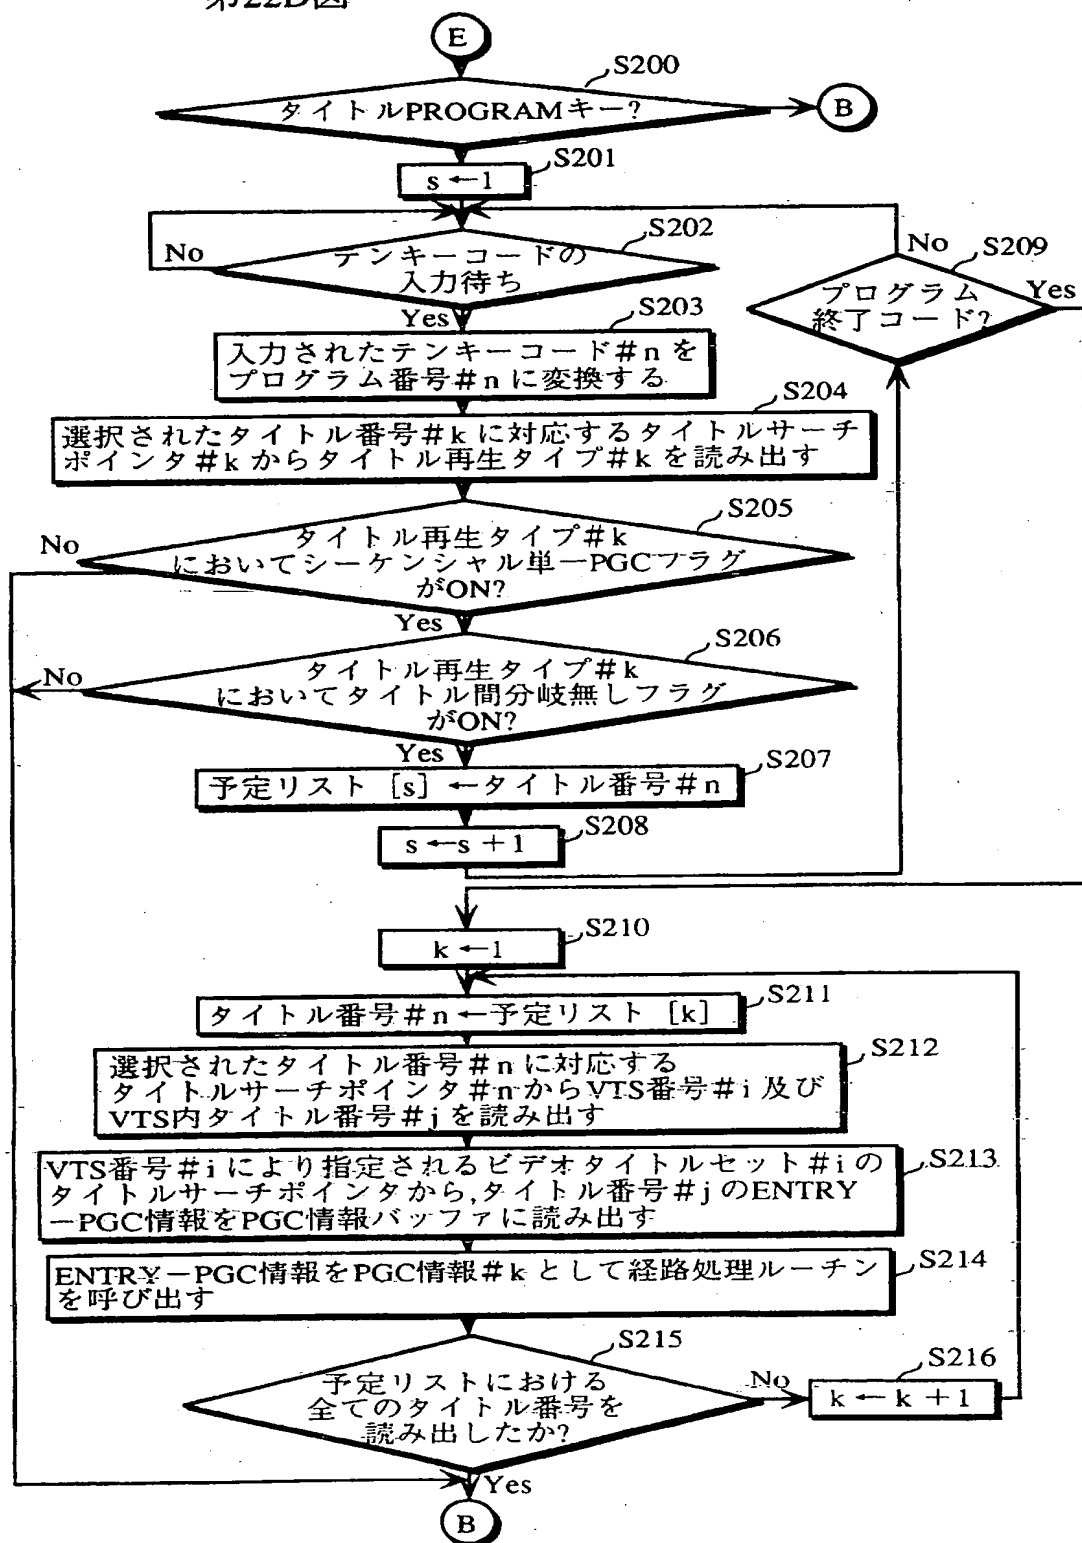 第22D図
E
S200
タイトルPROGRAMキー?
B
S201
s←1
S202
No
テンキーコードの
入力待ち
Yes
No
S209
プログラム
終了コード?
Yes
S203
入力されたテンキーコード#nを
プログラム番号#nに変換する
S204
選択されたタイトル番号#kに対応するタイトルサーチ
ポインタ#kからタイトル再生タイプ#kを読み出す
S205
No
タイトル再生タイプ#k
においてシーケンシャル単一PGCフラグ
がON?
Yes
S206
No
タイトル再生タイプ#k
においてタイトル間分岐無しフラグ
がON?
Yes
S207
予定リスト [s] ←タイトル番号#n
S208
s←s+1
S210
k←1
S211
タイトル番号#n←予定リスト [k]
S212
選択されたタイトル番号#nに対応する
タイトルサーチポインタ#nからVTS番号#i及び
VTS内タイトル番号#jを読み出す
S213
VTS番号#iにより指定されるビデオタイトルセット#iの
タイトルサーチポインタから,タイトル番号#jのENTRY
−PGC情報をPGC情報バッファに読み出す
S214
ENTRY−PGC情報をPGC情報#kとして経路処理ルーチン
を呼び出す
S215
予定リストにおける
全てのタイトル番号を
読み出したか?
No
S216
k←k+1
Yes
B